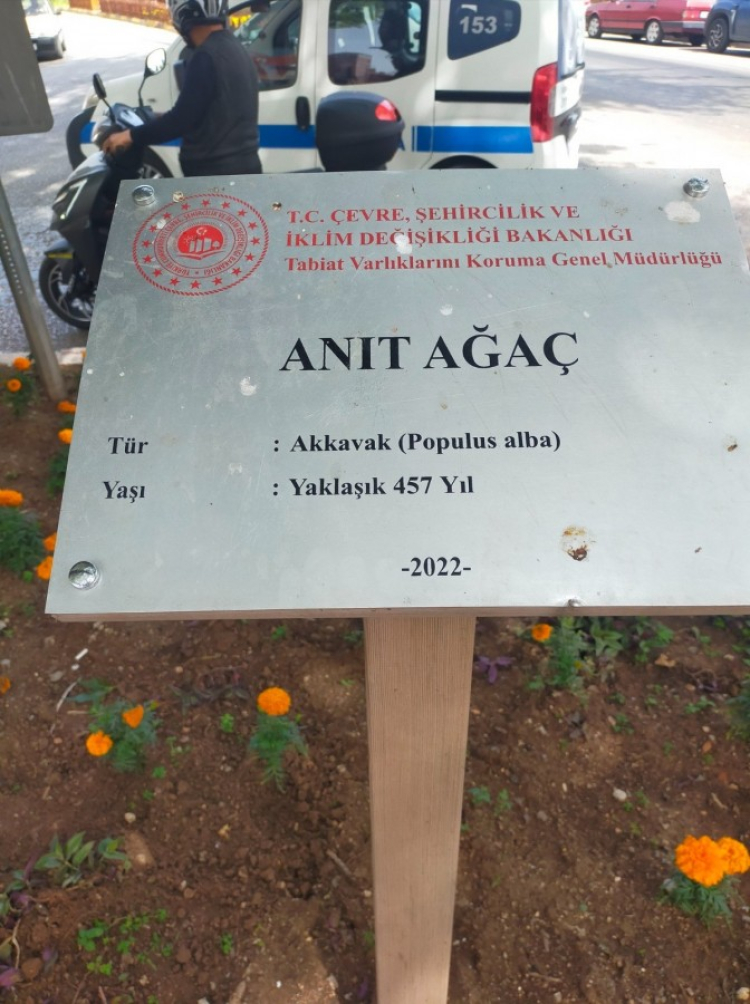 153
T.C. ÇEVRE, ŞEHİRCİLİK VE
İKLİM DEĞİŞİKLİĞİ BAKANLIĞI
Tabiat Varlıklarını Koruma Genel Müdürlüğü
ANIT AĞAÇ
Tür : Akkavak (Populus alba)
Yaşı : Yaklaşık 457 Yıl
-2022-